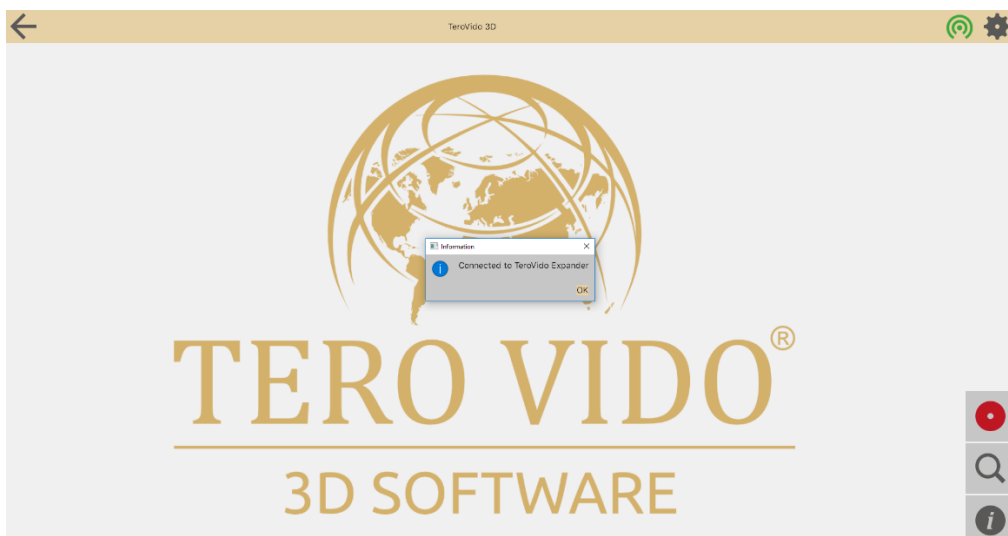 TeroVido 3D
Information
Connected to TeroVido Expander
OK
TERO VIDO®
3D SOFTWARE